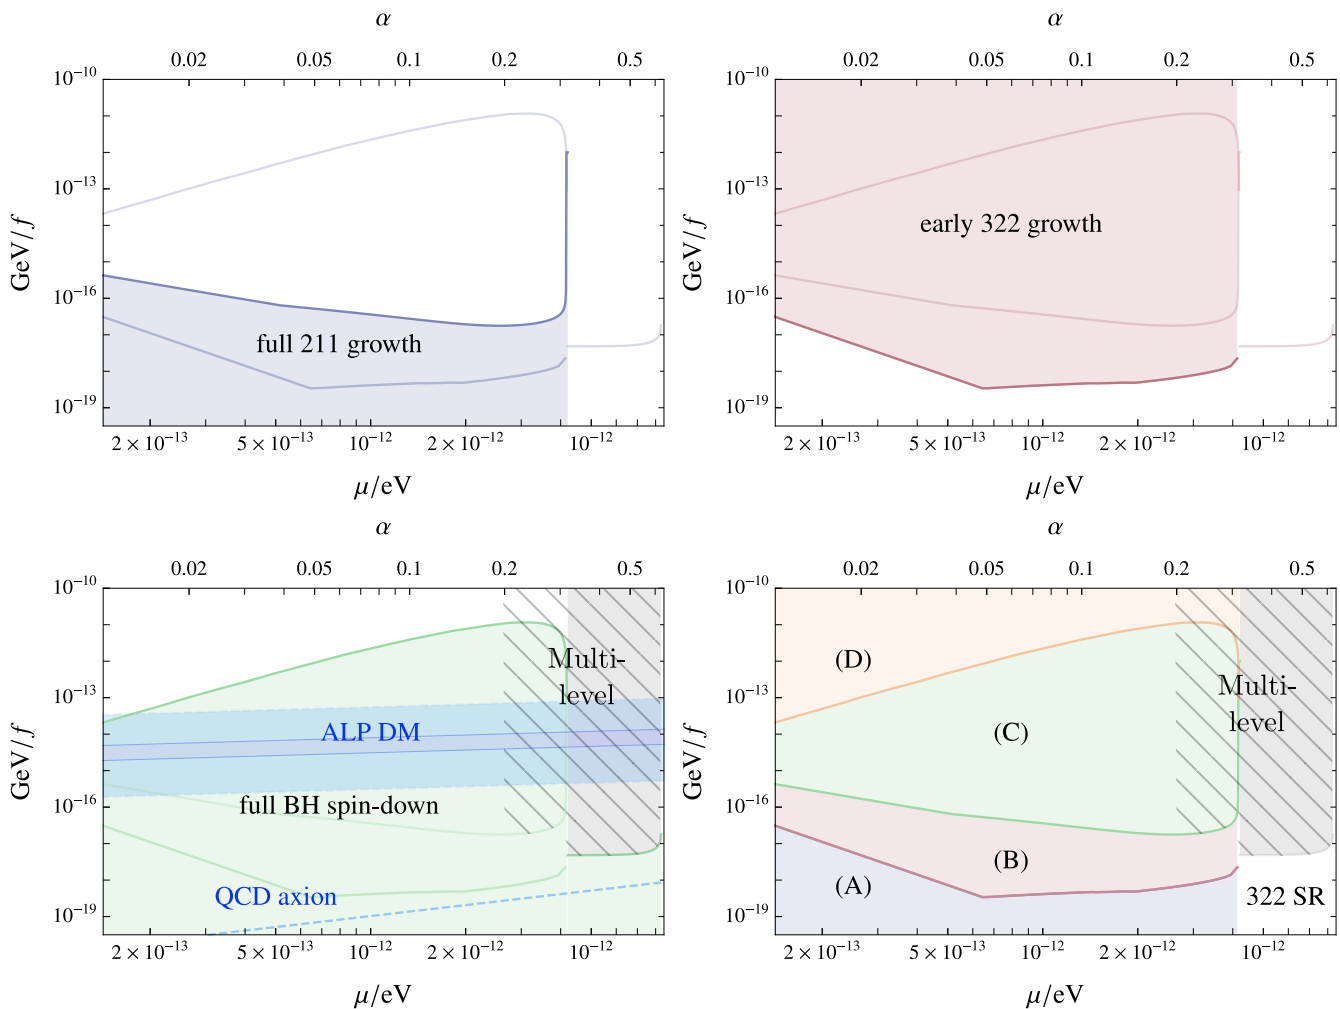 α
α
0.02 0.05 0.1 0.2 0.5
0.02 0.05 0.1 0.2 0.5
10⁻¹⁰
10⁻¹³
10⁻¹⁶
10⁻¹⁹
GeV/f
full 211 growth
2 × 10⁻¹³ 5 × 10⁻¹³ 10⁻¹² 2 × 10⁻¹² 10⁻¹²
μ/eV
10⁻¹⁰
10⁻¹³
10⁻¹⁶
10⁻¹⁹
GeV/f
early 322 growth
2 × 10⁻¹³ 5 × 10⁻¹³ 10⁻¹² 2 × 10⁻¹² 10⁻¹²
μ/eV
α
0.02 0.05 0.1 0.2 0.5
10⁻¹⁰
10⁻¹³
10⁻¹⁶
10⁻¹⁹
GeV/f
Multi-
level
ALP DM
full BH spin-down
QCD axion
2 × 10⁻¹³ 5 × 10⁻¹³ 10⁻¹² 2 × 10⁻¹² 10⁻¹²
μ/eV
α
0.02 0.05 0.1 0.2 0.5
10⁻¹⁰
10⁻¹³
10⁻¹⁶
10⁻¹⁹
GeV/f
(D)
Multi-
level
(C)
(B)
(A)
322 SR
2 × 10⁻¹³ 5 × 10⁻¹³ 10⁻¹² 2 × 10⁻¹² 10⁻¹²
μ/eV